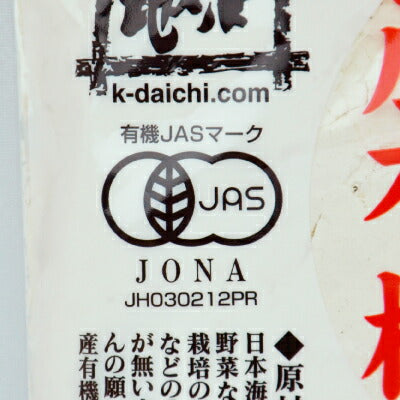 k-daichi.com
有機JASマーク
JAS
JONA
JH030212PR
◆原材
日本海
野菜な
栽培の
などの
が無い
んの願
産有機